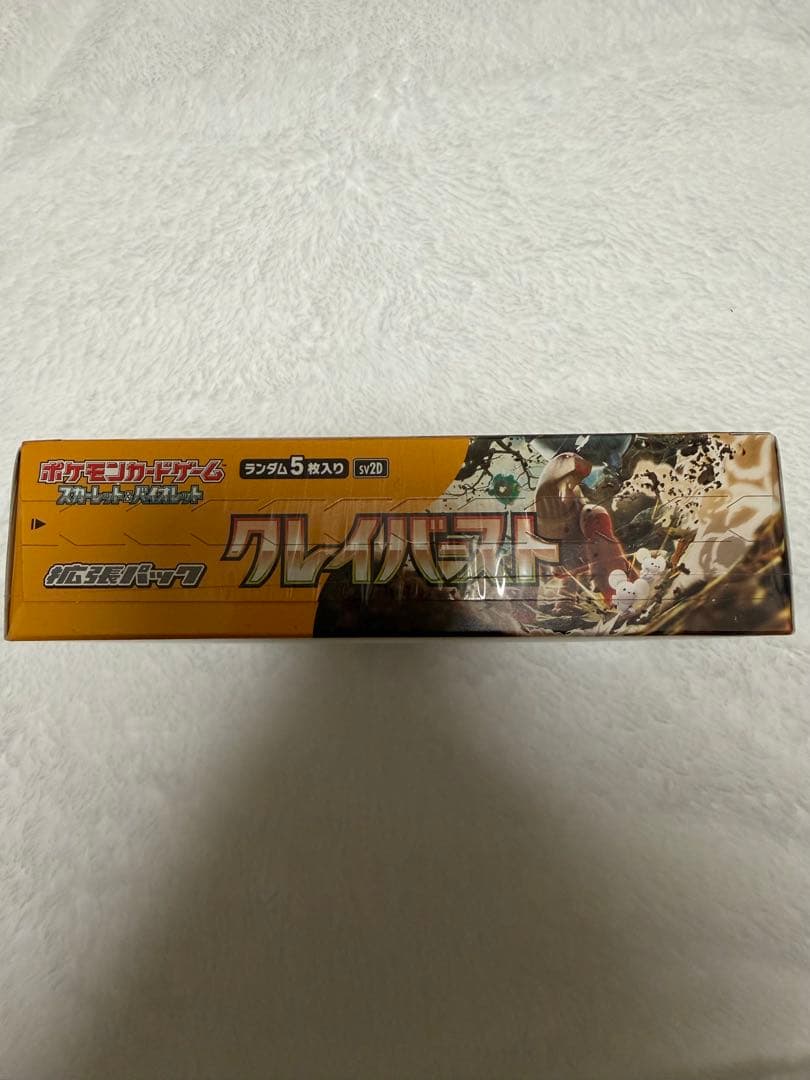 ポケモンカードゲーム
スカーレット&バイオレット
ランダム5枚入り
SV2D
クレイバースト
拡張パック